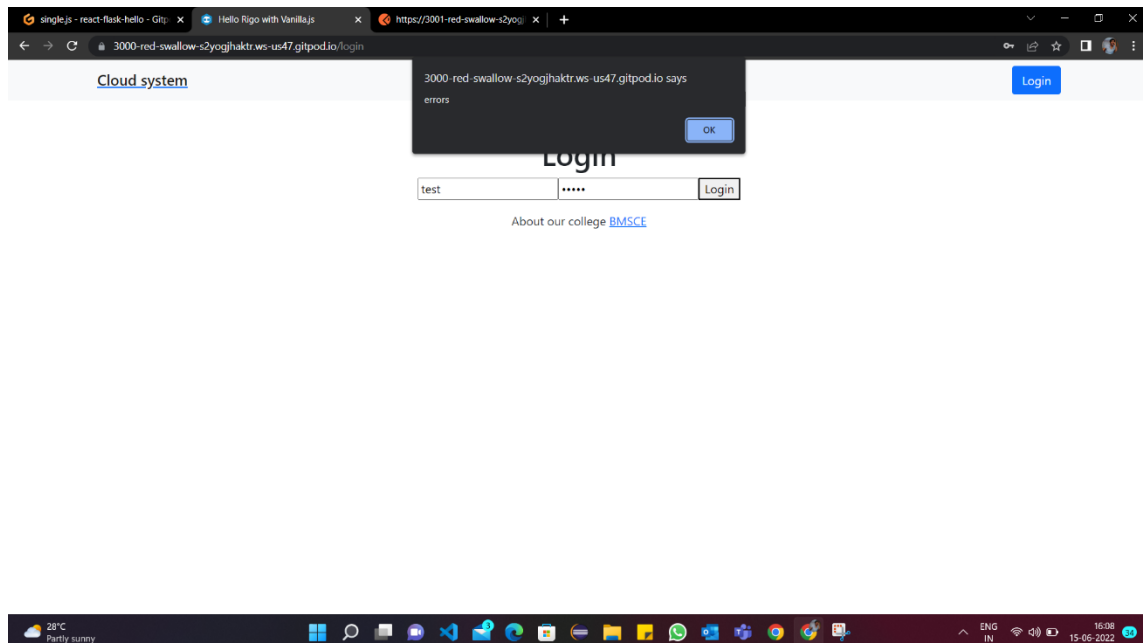 single.js - react-flask-hello - Gitp
Hello Rigo with Vanilla.js
https://3001-red-swallow-s2yogj
3000-red-swallow-s2yogjhaktr.ws-us47.gitpod.io/login
Cloud system
3000-red-swallow-s2yogjhaktr.ws-us47.gitpod.io says
errors
OK
Login
Login
test
•••••
Login
About our college BMSCE
28°C
Partly sunny
3
ENG
IN
16:08
15-06-2022
34